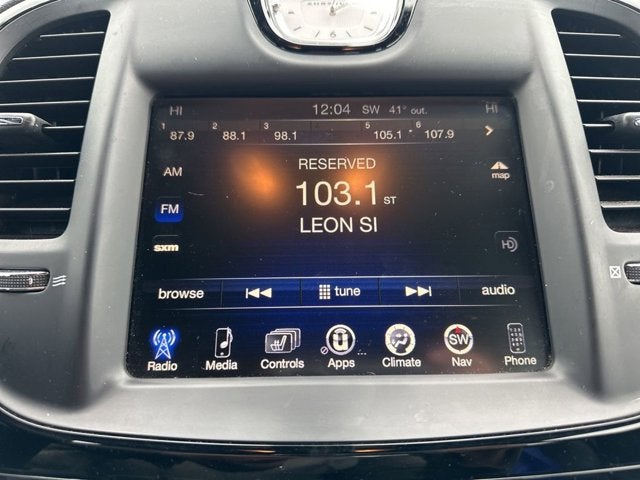 CHRYSLER
HI 12:04 SW 41° out. HI
1 87.9 2 88.1 3 98.1 5 105.1 6 107.9
AM
RESERVED
map
FM
103.1 ST
sxm
LEON SI
HD
browse tune audio
Radio Media Controls Apps Climate SW Nav Phone